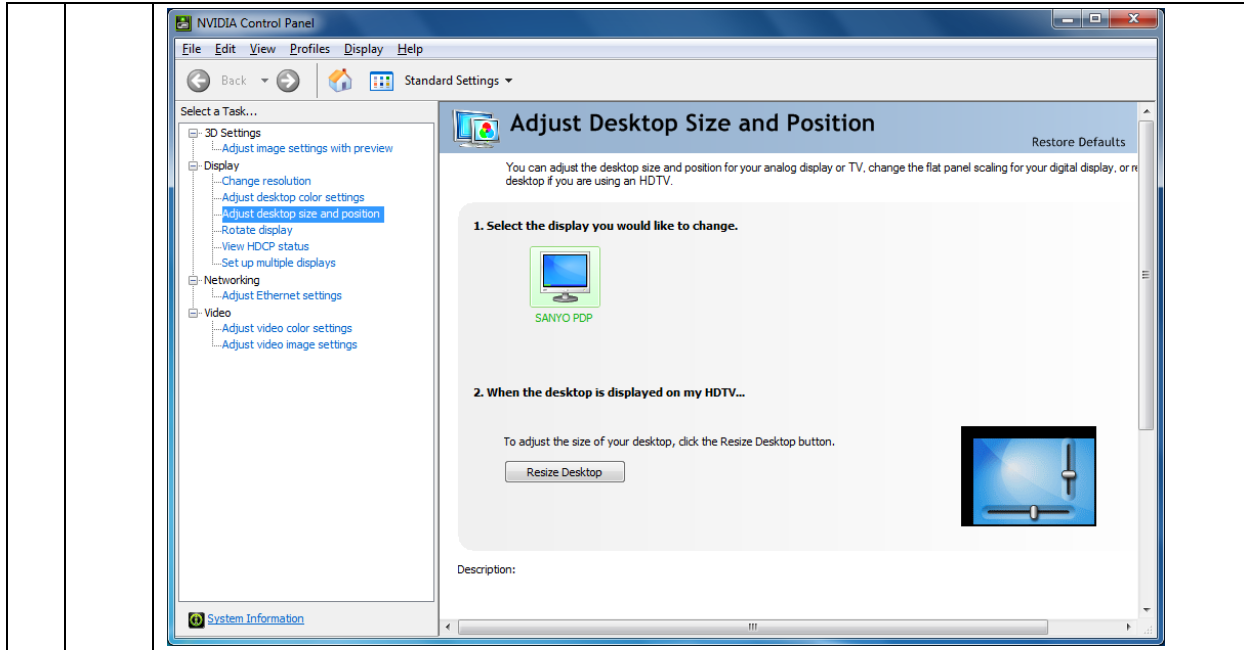 NVIDIA Control Panel
File Edit View Profiles Display Help
Back Standard Settings
Select a Task...
3D Settings
Adjust image settings with preview
Display
Change resolution
Adjust desktop color settings
Adjust desktop size and position
Rotate display
View HDCP status
Set up multiple displays
Networking
Adjust Ethernet settings
Video
Adjust video color settings
Adjust video image settings
System Information
Adjust Desktop Size and Position
Restore Defaults
You can adjust the desktop size and position for your analog display or TV, change the flat panel scaling for your digital display, or
desktop if you are using an HDTV.
1. Select the display you would like to change.
SANYO PDP
2. When the desktop is displayed on my HDTV...
To adjust the size of your desktop, click the Resize Desktop button.
Resize Desktop
Description: